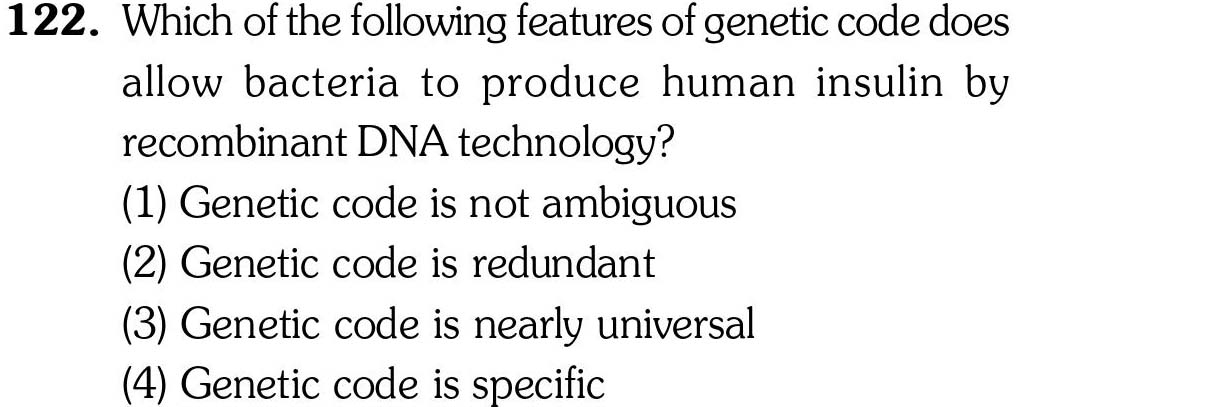 122. Which of the following features of genetic code does
allow bacteria to produce human insulin by
recombinant DNA technology?
(1) Genetic code is not ambiguous
(2) Genetic code is redundant
(3) Genetic code is nearly universal
(4) Genetic code is specific